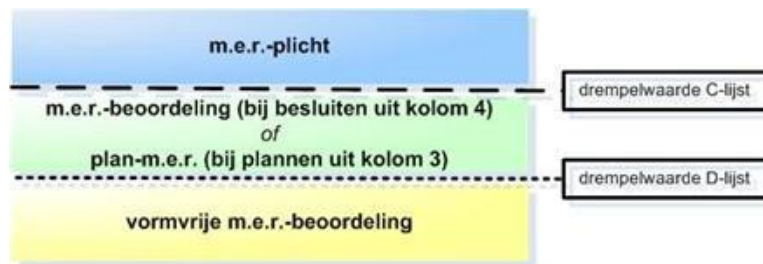 m.e.r.-plicht
drempelwaarde C-lijst
m.e.r.-beoordeling (bij besluiten uit kolom 4)
of
plan-m.e.r. (bij plannen uit kolom 3)
drempelwaarde D-lijst
vormvrije m.e.r.-beoordeling